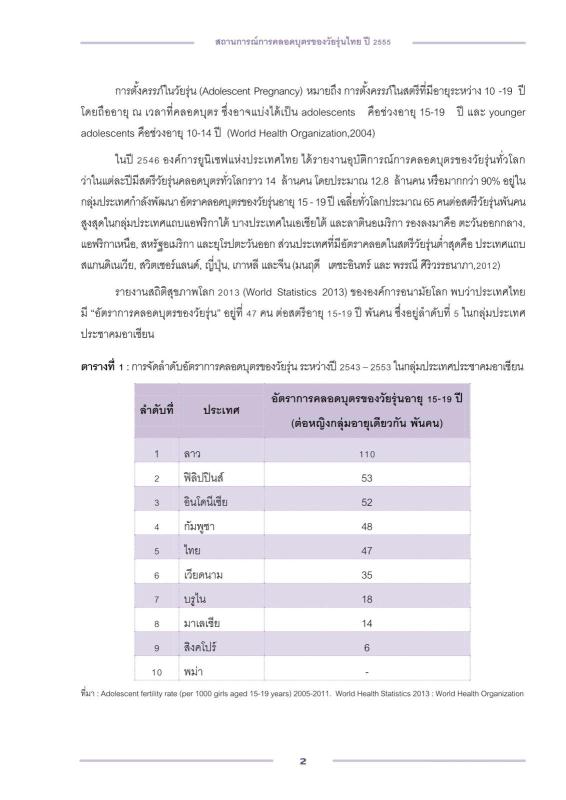 สถานการณ์การคลอดบุตรของวัยรุ่นไทย ปี 2555
การตั้งครรภ์ในวัยรุ่น (Adolescent Pregnancy) หมายถึง การตั้งครรภ์ในสตรีที่มีอายุระหว่าง 10 -19 ปี
โดยถืออายุ ณ เวลาที่คลอดบุตร ซึ่งอาจแบ่งได้เป็น adolescents คือช่วงอายุ 15-19 ปี และ younger
adolescents คือช่วงอายุ 10-14 ปี (World Health Organization,2004)
ในปี 2546 องค์การยูนิเซฟแห่งประเทศไทย ได้รายงานอุบัติการณ์การคลอดบุตรของวัยรุ่นทั่วโลก
ว่าในแต่ละปีมีสตรีวัยรุ่นคลอดบุตรทั่วโลกราว 14 ล้านคน โดยประมาณ 12.8 ล้านคน หรือมากกว่า 90% อยู่ใน
กลุ่มประเทศกำลังพัฒนา อัตราคลอดบุตรของวัยรุ่นอายุ 15 - 19 ปี เฉลี่ยทั่วโลกประมาณ 65 คนต่อสตรีวัยรุ่นพันคน
สูงสุดในกลุ่มประเทศแถบแอฟริกาใต้ บางประเทศในเอเชียใต้ และลาตินอเมริกา รองลงมาคือ ตะวันออกกลาง,
แอฟริกาเหนือ, สหรัฐอเมริกา และยุโรปตะวันออก ส่วนประเทศที่มีอัตราคลอดในสตรีวัยรุ่นต่ำสุดคือ ประเทศแถบ
สแกนดิเนเวีย, สวิตเซอร์แลนด์, ญี่ปุ่น, เกาหลี และจีน (มนฤดี เตชะอินทร์ และ พรรณี ศิริวรรธนาภา,2012)
รายงานสถิติสุขภาพโลก 2013 (World Statistics 2013) ขององค์การอนามัยโลก พบว่าประเทศไทย
มี “อัตราการคลอดบุตรของวัยรุ่น” อยู่ที่ 47 คน ต่อสตรีอายุ 15-19 ปี พันคน ซึ่งอยู่ลำดับที่ 5 ในกลุ่มประเทศ
ประชาคมอาเซียน
ตารางที่ 1 : การจัดลำดับอัตราการคลอดบุตรของวัยรุ่น ระหว่างปี 2543 – 2553 ในกลุ่มประเทศประชาคมอาเซียน
ลำดับที่ ประเทศ อัตราการคลอดบุตรของวัยรุ่นอายุ 15-19 ปี
(ต่อหญิงกลุ่มอายุเดียวกัน พันคน)
1 ลาว 110
2 ฟิลิปปินส์ 53
3 อินโดนีเซีย 52
4 กัมพูชา 48
5 ไทย 47
6 เวียดนาม 35
7 บรูไน 18
8 มาเลเซีย 14
9 สิงคโปร์ 6
10 พม่า -
ที่มา : Adolescent fertility rate (per 1000 girls aged 15-19 years) 2005-2011. World Health Statistics 2013 : World Health Organization
2